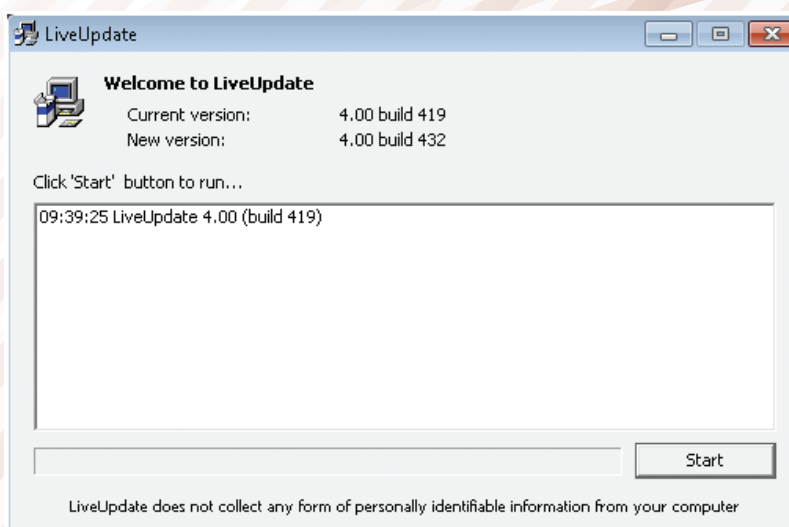 LiveUpdate
Welcome to LiveUpdate
Current version: 4.00 build 419
New version: 4.00 build 432
Click 'Start' button to run...
09:39:25 LiveUpdate 4.00 (build 419)
Start
LiveUpdate does not collect any form of personally identifiable information from your computer